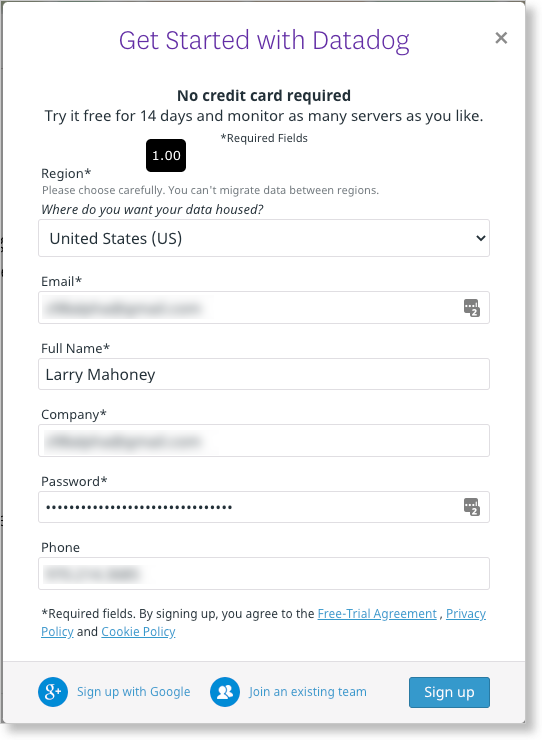 Get Started with Datadog
×
No credit card required
Try it free for 14 days and monitor as many servers as you like.
*Required Fields
1.00
Region*
Please choose carefully. You can't migrate data between regions.
Where do you want your data housed?
United States (US)
Email*
Full Name*
Larry Mahoney
Company*
Password*
•••••••••••••••••••••••••••••••
Phone
*Required fields. By signing up, you agree to the Free-Trial Agreement , Privacy
Policy and Cookie Policy
g+ Sign up with Google Join an existing team Sign up